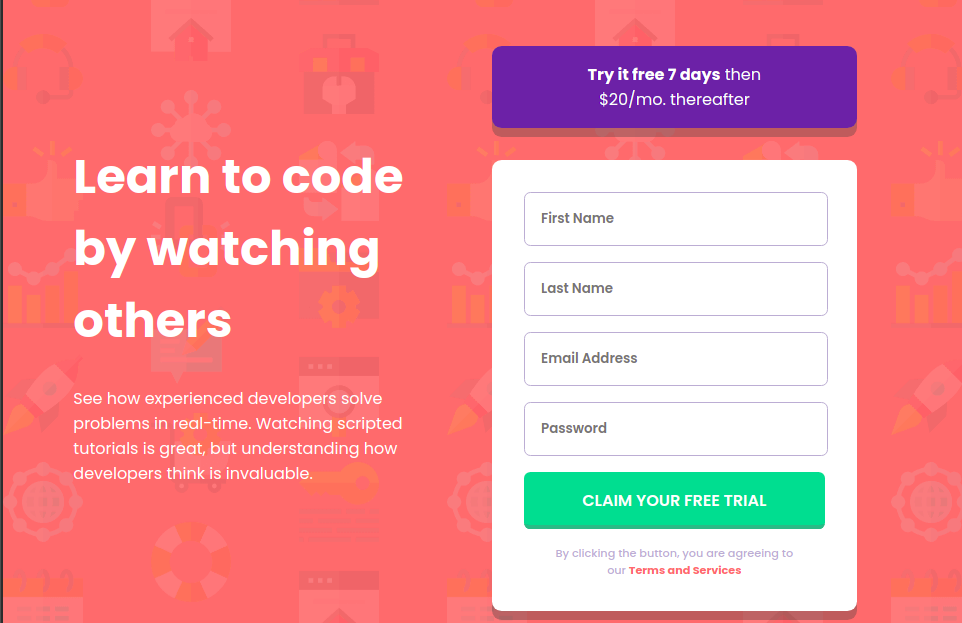 Learn to code
by watching
others
See how experienced developers solve
problems in real-time. Watching scripted
tutorials is great, but understanding how
developers think is invaluable.
Try it free 7 days then
$20/mo. thereafter
First Name
Last Name
Email Address
Password
CLAIM YOUR FREE TRIAL
By clicking the button, you are agreeing to
our Terms and Services